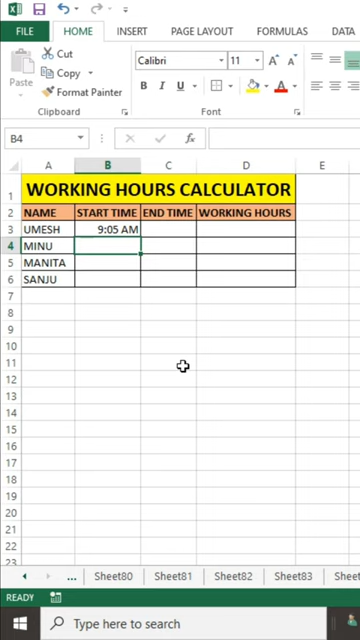 FILE HOME INSERT PAGE LAYOUT FORMULAS DATA
Cut
Copy
Format Painter
Paste
Calibri 11
B I U
Clipboard Font
B4 fx
A B C D E
1 WORKING HOURS CALCULATOR
2 NAME START TIME END TIME WORKING HOURS
3 UMESH 9:05 AM
4 MINU
5 MANITA
6 SANJU
7
8
9
10
11
12
13
14
15
16
17
18
19
20
21
22
23
... Sheet80 Sheet81 Sheet82 Sheet83 Sheet
READY
Type here to search